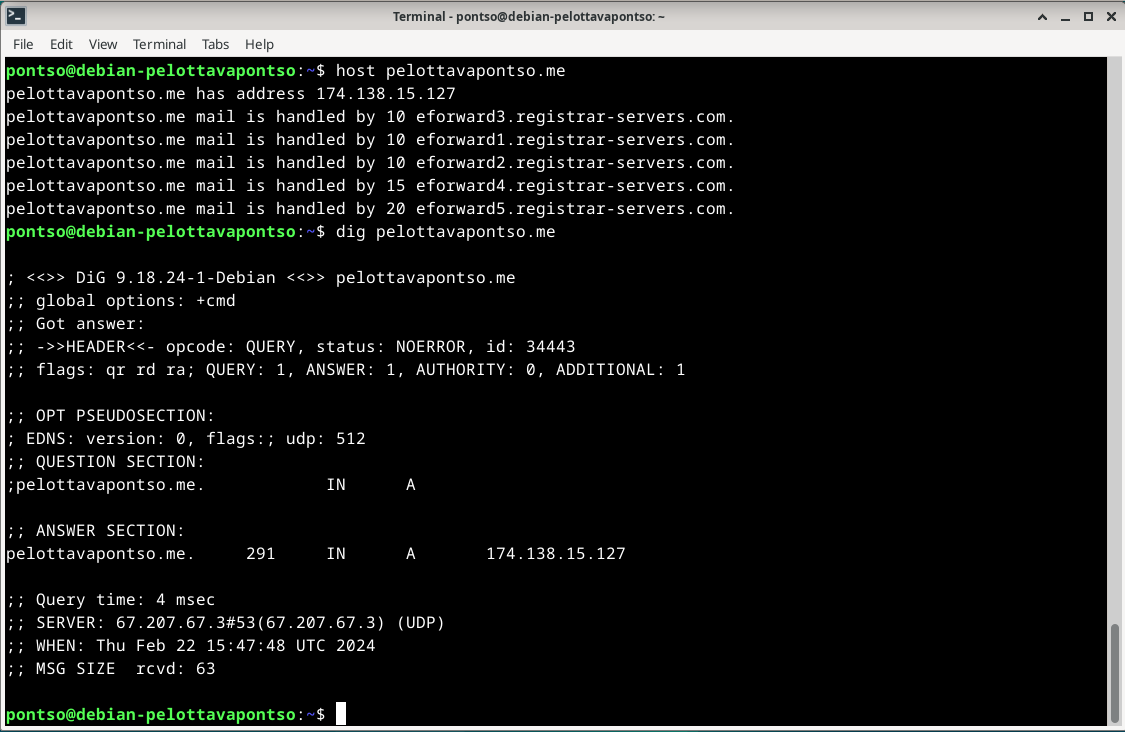 Terminal - pontso@debian-pelottavapontso: ~
File Edit View Terminal Tabs Help
pontso@debian-pelottavapontso:~$ host pelottavapontso.me
pelottavapontso.me has address 174.138.15.127
pelottavapontso.me mail is handled by 10 eforward3.registrar-servers.com.
pelottavapontso.me mail is handled by 10 eforward1.registrar-servers.com.
pelottavapontso.me mail is handled by 10 eforward2.registrar-servers.com.
pelottavapontso.me mail is handled by 15 eforward4.registrar-servers.com.
pelottavapontso.me mail is handled by 20 eforward5.registrar-servers.com.
pontso@debian-pelottavapontso:~$ dig pelottavapontso.me
; <<>> DiG 9.18.24-1-Debian <<>> pelottavapontso.me
;; global options: +cmd
;; Got answer:
;; ->>HEADER<<- opcode: QUERY, status: NOERROR, id: 34443
;; flags: qr rd ra; QUERY: 1, ANSWER: 1, AUTHORITY: 0, ADDITIONAL: 1
;; OPT PSEUDOSECTION:
; EDNS: version: 0, flags:; udp: 512
;; QUESTION SECTION:
;pelottavapontso.me. IN A
;; ANSWER SECTION:
pelottavapontso.me. 291 IN A 174.138.15.127
;; Query time: 4 msec
;; SERVER: 67.207.67.3#53(67.207.67.3) (UDP)
;; WHEN: Thu Feb 22 15:47:48 UTC 2024
;; MSG SIZE rcvd: 63
pontso@debian-pelottavapontso:~$